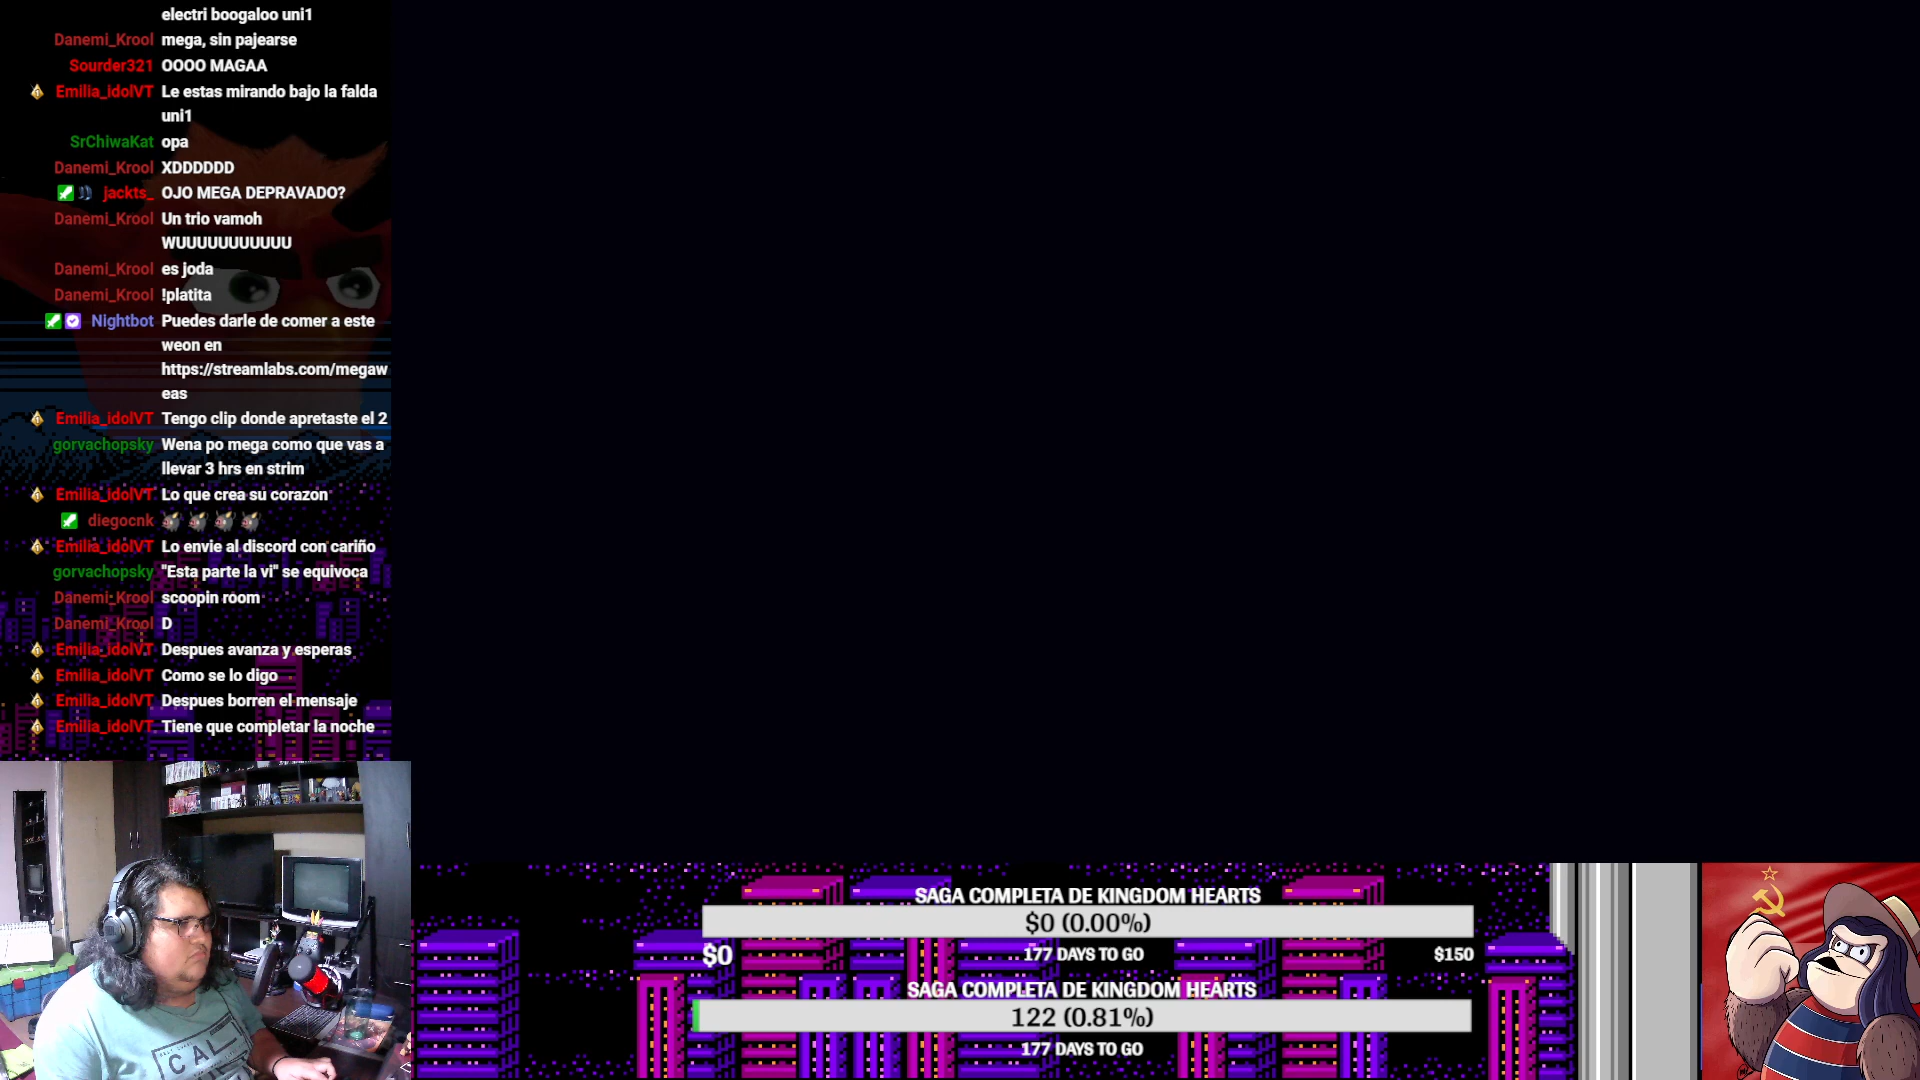 electri boogaloo uni1
Danemi_Krool mega, sin pajearse
Sourder321 OOOO MAGAA
Emilia_idolVT Le estas mirando bajo la falda
uni1
SrChiwaKat opa
Danemi_Krool XDDDDDD
jackts_ OJO MEGA DEPRAVADO?
Danemi_Krool Un trio vamoh
WUUUUUUUUUUU
Danemi_Krool es joda
Danemi_Krool !platita
Nightbot Puedes darle de comer a este
weon en
https://streamlabs.com/megaw
eas
Emilia_idolVT Tengo clip donde apretaste el 2
gorvachopsky Wena po mega como que vas a
llevar 3 hrs en strim
Emilia_idolVT Lo que crea su corazon
diegocnk
Emilia_idolVT Lo envie al discord con cariño
gorvachopsky "Esta parte la vi" se equivoca
Danemi_Krool scoopin room
Danemi_Krool D
Emilia_idolVT Despues avanza y esperas
Emilia_idolVT Como se lo digo
Emilia_idolVT Despues borren el mensaje
Emilia_idolVT Tiene que completar la noche
SAGA COMPLETA DE KINGDOM HEARTS
$0 (0.00%)
$0 177 DAYS TO GO $150
SAGA COMPLETA DE KINGDOM HEARTS
122 (0.81%)
177 DAYS TO GO
CAL